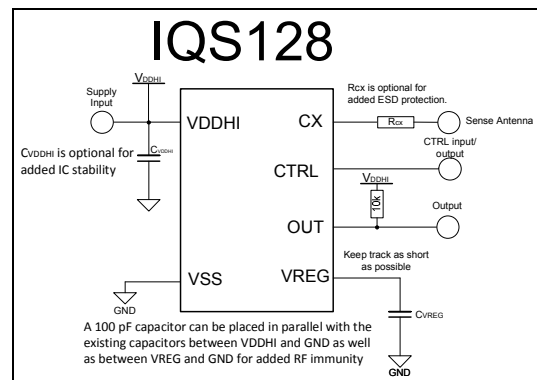 IQS128
VDDHI
Supply
Input
VDDHI
CVDDHI is optional for
added IC stability
CVDDHI
VSS
GND
CX
Rcx is optional for
added ESD protection.
Rcx
Sense Antenna
CTRL
CTRL input/
output
VDDHI
10k
OUT
Output
VREG
Keep track as short
as possible
CVREG
GND
A 100 pF capacitor can be placed in parallel with the
existing capacitors between VDDHI and GND as well
as between VREG and GND for added RF immunity